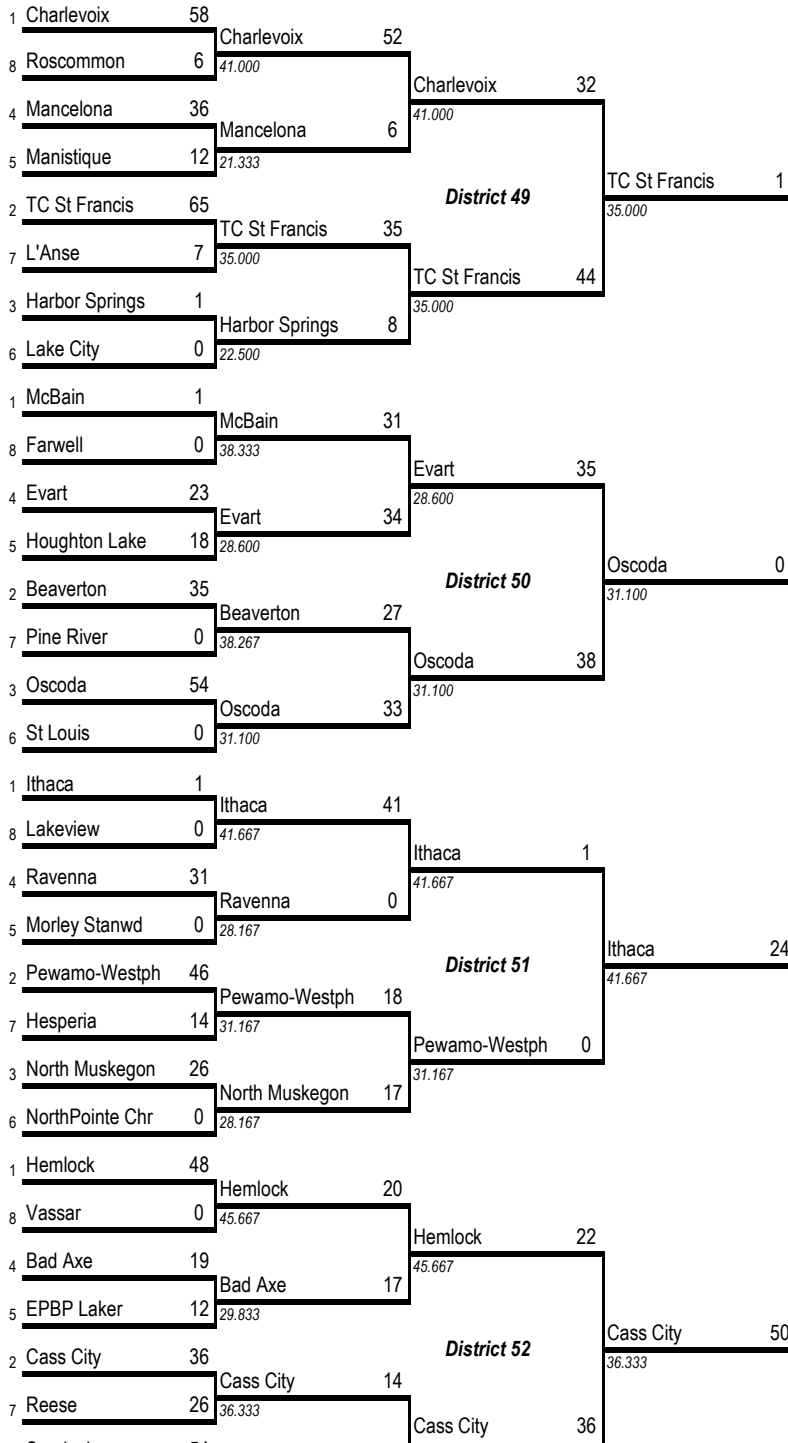 1 Charlevoix 58
Charlevoix 52
8 Roscommon 6 41.000
Charlevoix 32
4 Mancelona 36 41.000
Mancelona 6
5 Manistique 12 21.333
District 49 TC St Francis 1
2 TC St Francis 65 35.000
TC St Francis 35
7 L'Anse 7 35.000
TC St Francis 44
3 Harbor Springs 1 35.000
Harbor Springs 8
6 Lake City 0 22.500
1 McBain 1
McBain 31
8 Farwell 0 38.333
Evart 35
4 Evart 23 28.600
Evart 34
5 Houghton Lake 18 28.600
District 50 Oscoda 0
2 Beaverton 35 31.100
Beaverton 27
7 Pine River 0 38.267
Oscoda 38
3 Oscoda 54 31.100
Oscoda 33
6 St Louis 0 31.100
1 Ithaca 1
Ithaca 41
8 Lakeview 0 41.667
Ithaca 1
4 Ravenna 31 41.667
Ravenna 0
5 Morley Stanwd 0 28.167
District 51 Ithaca 24
2 Pewamo-Westph 46 41.667
Pewamo-Westph 18
7 Hesperia 14 31.167
Pewamo-Westph 0
3 North Muskegon 26 31.167
North Muskegon 17
6 NorthPointe Chr 0 28.167
1 Hemlock 48
Hemlock 20
8 Vassar 0 45.667
Hemlock 22
4 Bad Axe 19 45.667
Bad Axe 17
5 EPBP Laker 12 29.833
District 52 Cass City 50
2 Cass City 36 36.333
Cass City 14
7 Reese 26 36.333
Cass City 36